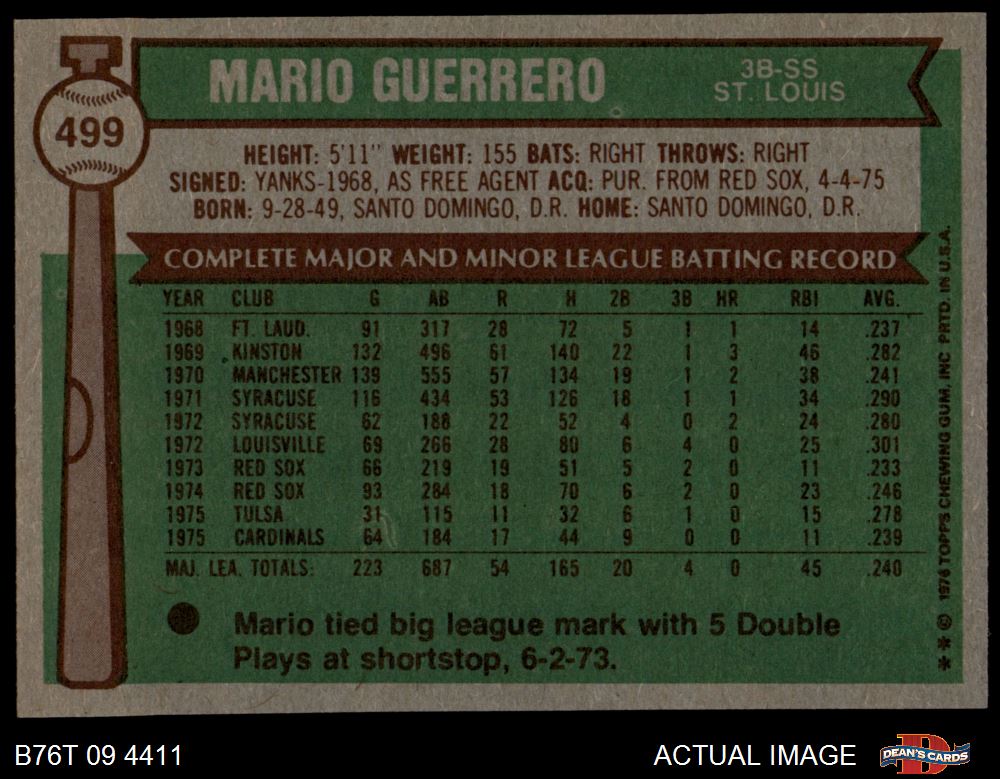 499
MARIO GUERRERO
3B-SS
ST. LOUIS
HEIGHT: 5'11" WEIGHT: 155 BATS: RIGHT THROWS: RIGHT
SIGNED: YANKS-1968, AS FREE AGENT ACQ: PUR. FROM RED SOX, 4-4-75
BORN: 9-28-49, SANTO DOMINGO, D.R. HOME: SANTO DOMINGO, D.R.
COMPLETE MAJOR AND MINOR LEAGUE BATTING RECORD
YEAR CLUB G AB R H 2B 3B HR RBI AVG.
1968 FT. LAUD. 91 317 28 72 5 1 1 14 .237
1969 KINSTON 132 496 61 140 22 1 3 46 .282
1970 MANCHESTER 139 555 57 134 19 1 2 38 .241
1971 SYRACUSE 116 434 53 126 18 1 1 34 .290
1972 SYRACUSE 62 188 22 52 4 0 2 24 .280
1972 LOUISVILLE 69 266 28 80 6 4 0 25 .301
1973 RED SOX 66 219 19 51 5 2 0 11 .233
1974 RED SOX 93 284 18 70 6 2 0 23 .246
1975 TULSA 31 115 11 32 6 1 0 15 .278
1975 CARDINALS 64 184 17 44 9 0 0 11 .239
MAJ. LEA. TOTALS: 223 687 54 165 20 4 0 45 .240
Mario tied big league mark with 5 Double
Plays at shortstop, 6-2-73.
* * © 1976 TOPPS CHEWING GUM, INC PRTD. IN U.S.A.
B76T 09 4411
ACTUAL IMAGE
DEAN'S CARDS